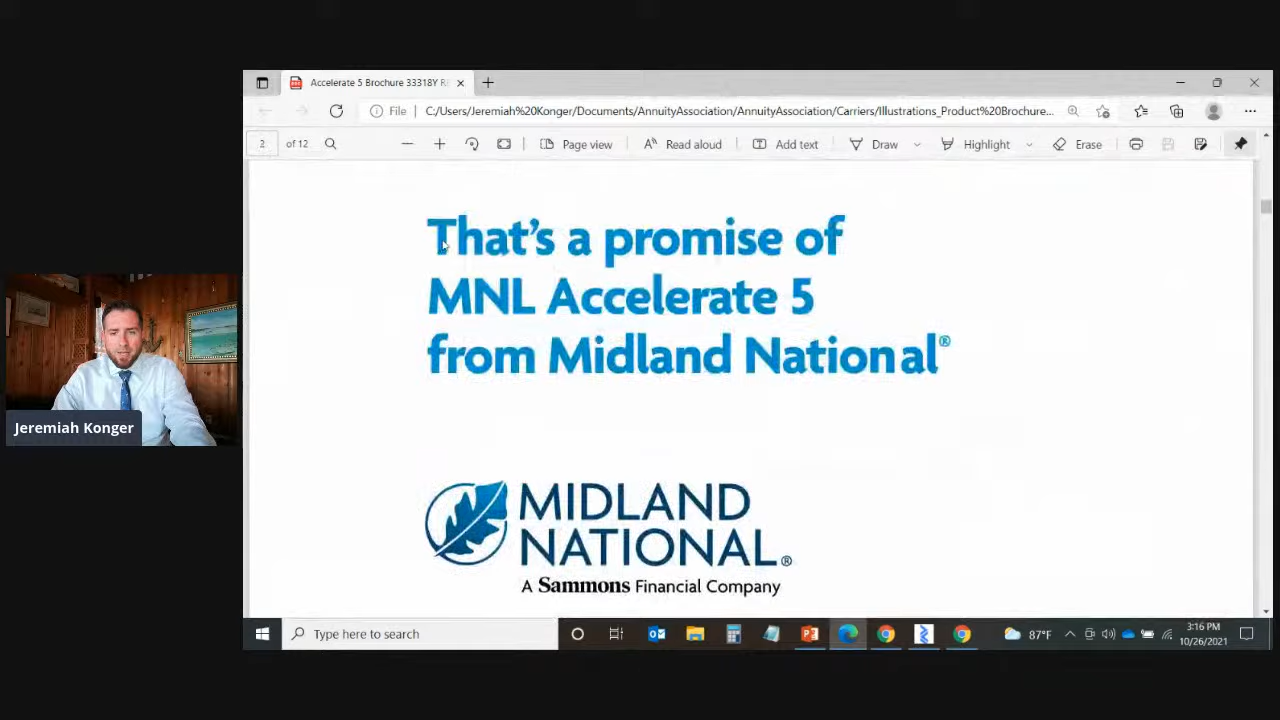 Accelerate 5 Brochure 33318Y RE
File
C:/Users/Jeremiah%20Konger/Documents/AnnuityAssociation/AnnuityAssociation/Carriers/Illustrations_Product%20Brochure...
2 of 12
Page view
Read aloud
Add text
Draw
Highlight
Erase
That's a promise of
MNL Accelerate 5
from Midland National®
MIDLAND
NATIONAL®
A Sammons Financial Company
Jeremiah Konger
Type here to search
87°F
3:16 PM
10/26/2021